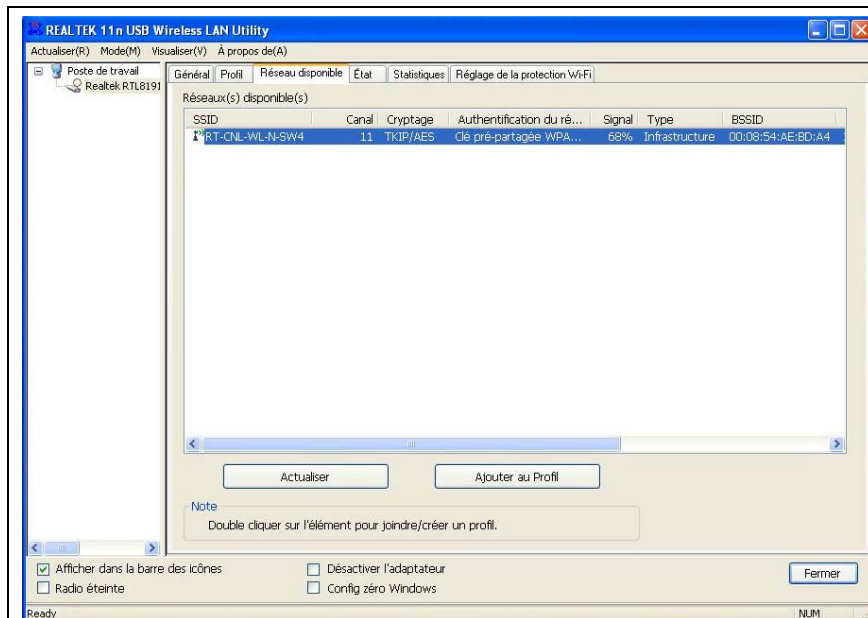 REALTEK 11n USB Wireless LAN Utility
Actualiser(R) Mode(M) Visualiser(V) À propos de(A)
Poste de travail
Realtek RTL8191
Général Profil Réseau disponible État Statistiques Réglage de la protection Wi-Fi
Réseaux(s) disponible(s)
SSID Canal Cryptage Authentification du ré... Signal Type BSSID
RT-CNL-WL-N-SW4 11 TKIP/AES Clé pré-partagée WPA... 68% Infrastructure 00:08:54:AE:BD:A4
Actualiser Ajouter au Profil
Note
Double cliquer sur l'élément pour joindre/créer un profil.
Afficher dans la barre des icônes Désactiver l'adaptateur
Radio éteinte Config zéro Windows
Fermer
Ready NUM